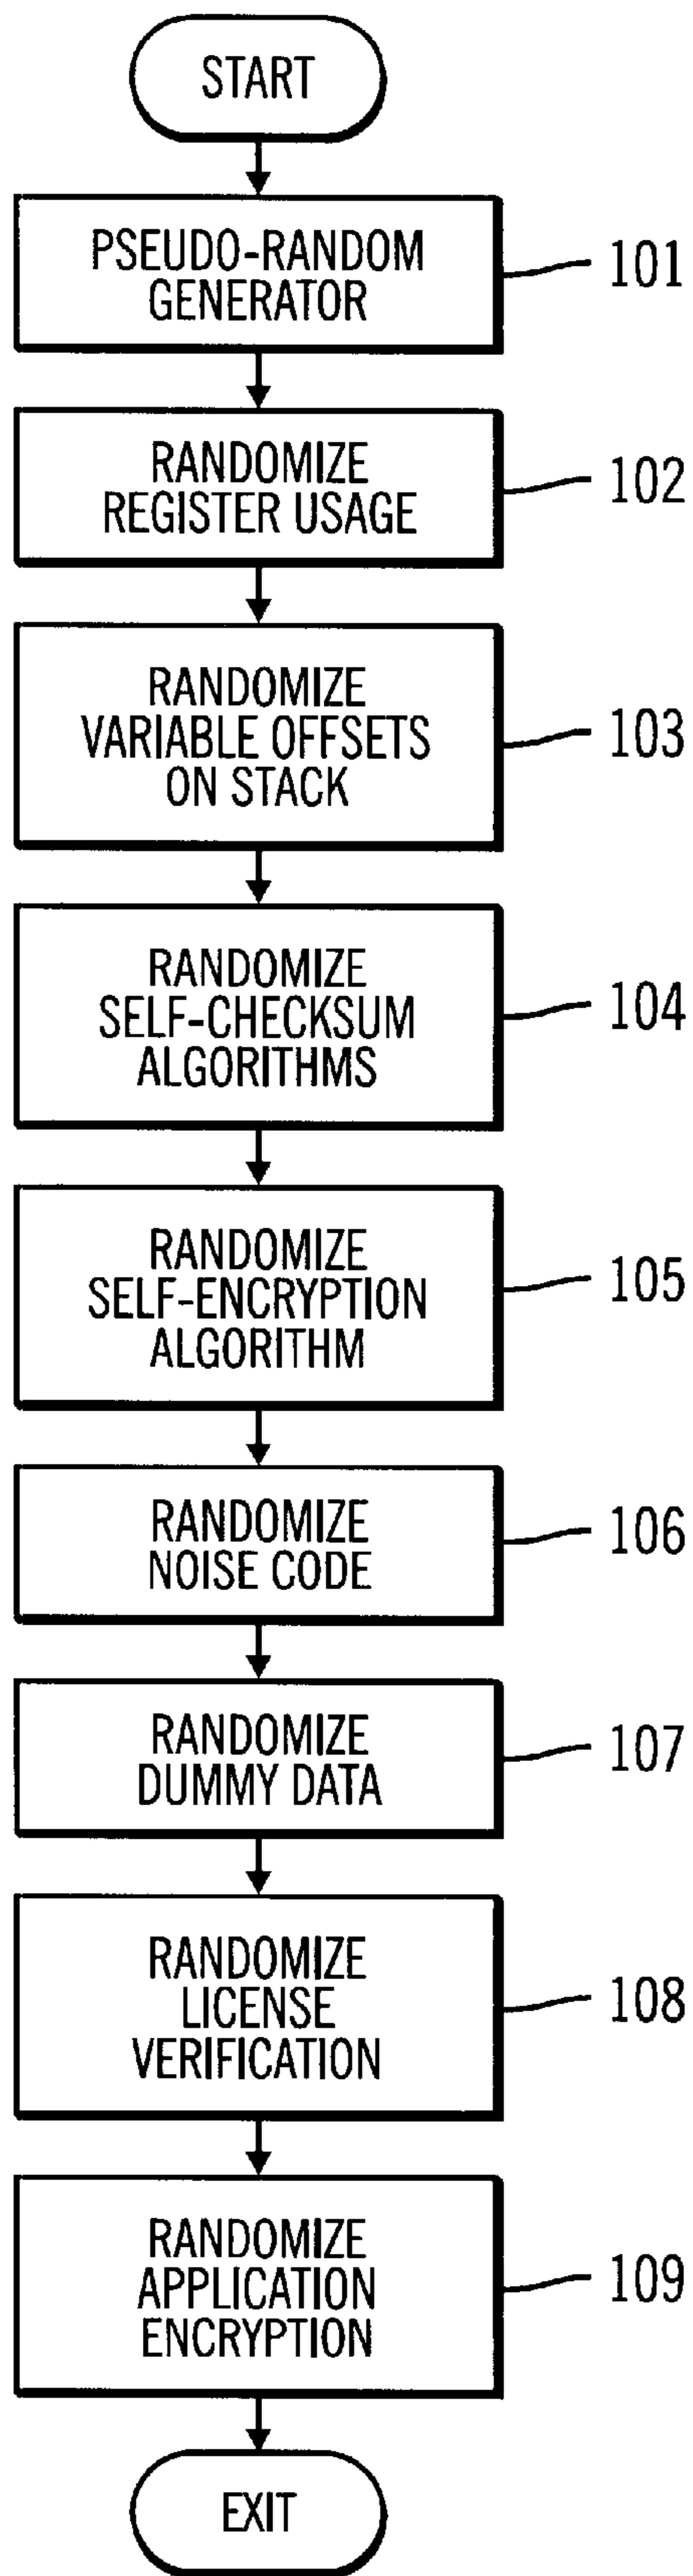 START
PSEUDO-RANDOM
GENERATOR
101
RANDOMIZE
REGISTER USAGE
102
RANDOMIZE
VARIABLE OFFSETS
ON STACK
103
RANDOMIZE
SELF-CHECKSUM
ALGORITHMS
104
RANDOMIZE
SELF-ENCRYPTION
ALGORITHM
105
RANDOMIZE
NOISE CODE
106
RANDOMIZE
DUMMY DATA
107
RANDOMIZE
LICENSE
VERIFICATION
108
RANDOMIZE
APPLICATION
ENCRYPTION
109
EXIT